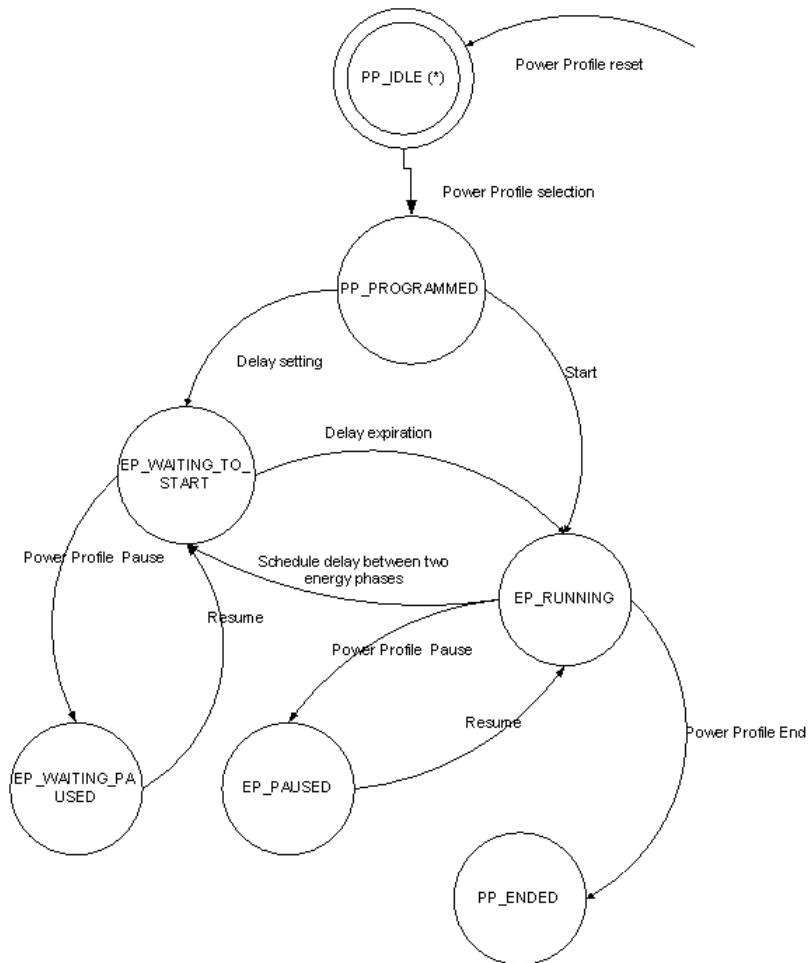 PP_IDLE (*)
Power Profile reset
Power Profile selection
PP_PROGRAMMED
Delay setting
Start
EP_WAITING_TO_
START
Delay expiration
Power Profile Pause
Schedule delay between two
energy phases
EP_RUNNING
Resume
Power Profile Pause
Resume
Power Profile End
EP_WAITING_PA
USED
EP_PAUSED
PP_ENDED